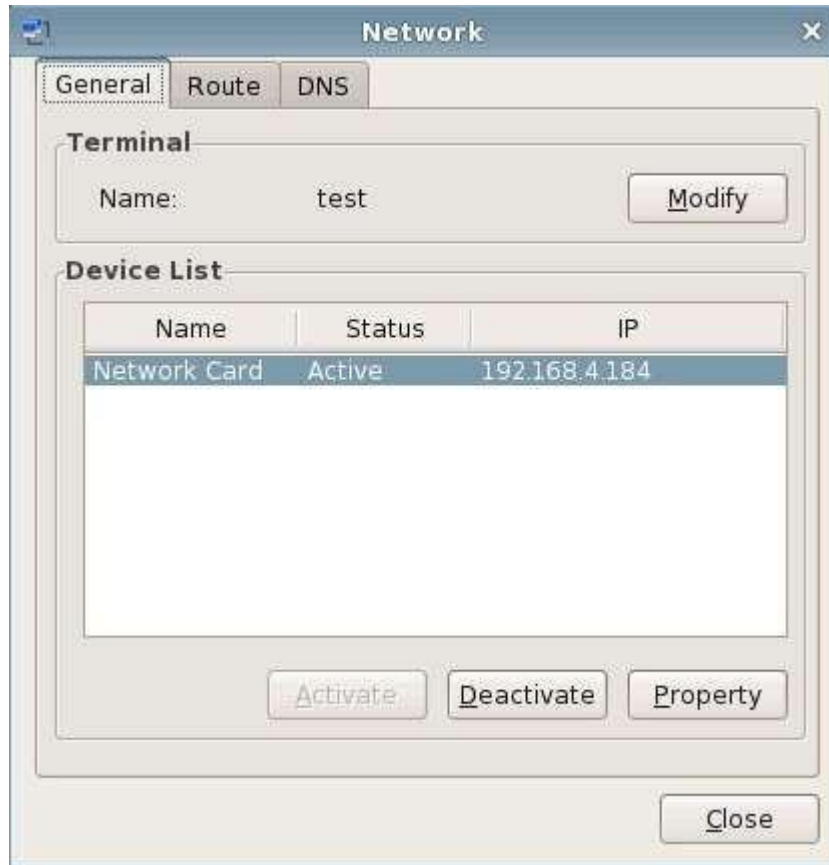 Network
General Route DNS
Terminal
Name: test Modify
Device List
Name Status IP
Network Card Active 192.168.4.184
Activate Deactivate Property
Close